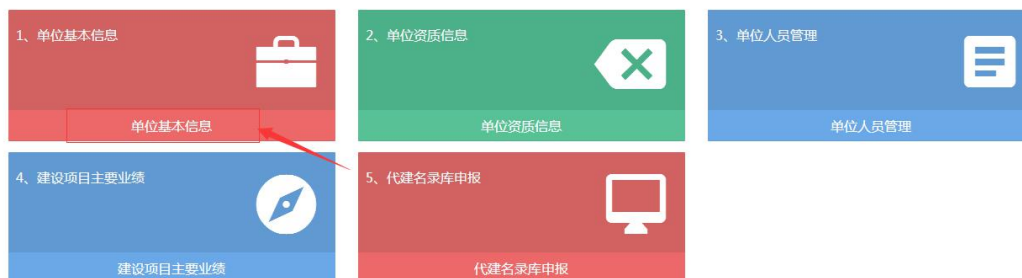 1、单位基本信息
2、单位资质信息
3、单位人员管理
单位基本信息
单位资质信息
单位人员管理
4、建设项目主要业绩
5、代建名录库申报
建设项目主要业绩
代建名录库申报